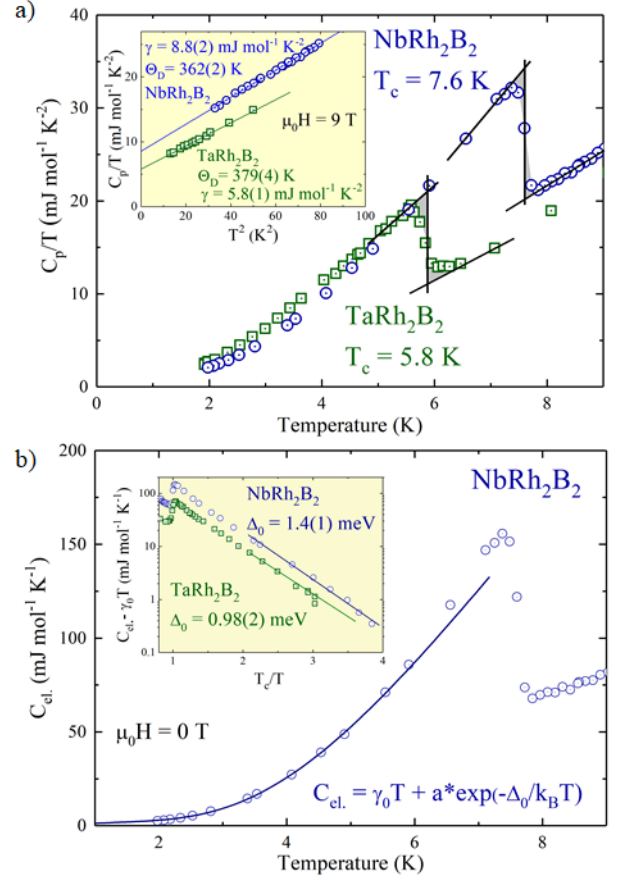 a)
NbRh₂B₂
T_c = 7.6 K
TaRh₂B₂
T_c = 5.8 K
C_p/T (mJ mol⁻¹ K⁻²)
40
30
20
10
0
0 2 4 6 8
Temperature (K)
γ = 8.8(2) mJ mol⁻¹ K⁻²
Θ_D= 362(2) K
NbRh₂B₂
μ₀H = 9 T
TaRh₂B₂
Θ_D= 379(4) K
γ = 5.8(1) mJ mol⁻¹ K⁻²
C_p/T (mJ mol⁻¹ K⁻²)
25
15
5
0 20 40 60 80 100
T² (K²)
b)
NbRh₂B₂
C_el. (mJ mol⁻¹ K⁻¹)
200
150
100
50
0
2 4 6 8
Temperature (K)
μ₀H = 0 T
C_el. = γ₀T + a*exp(-Δ₀/k_BT)
NbRh₂B₂
Δ₀ = 1.4(1) meV
TaRh₂B₂
Δ₀ = 0.98(2) meV
C_el.- γ₀T (mJ mol⁻¹ K⁻¹)
100
10
1
0.1
1 2 3 4
T_c/T